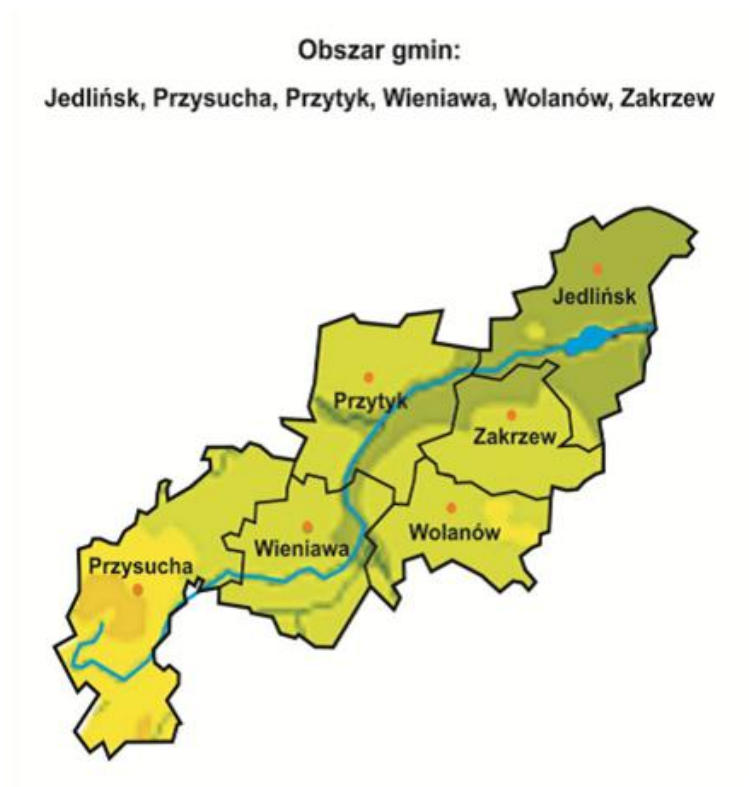 Obszar gmin:
Jedlińsk, Przysucha, Przytyk, Wieniawa, Wolanów, Zakrzew
Jedlińsk
Przytyk
Zakrzew
Wolanów
Wieniawa
Przysucha